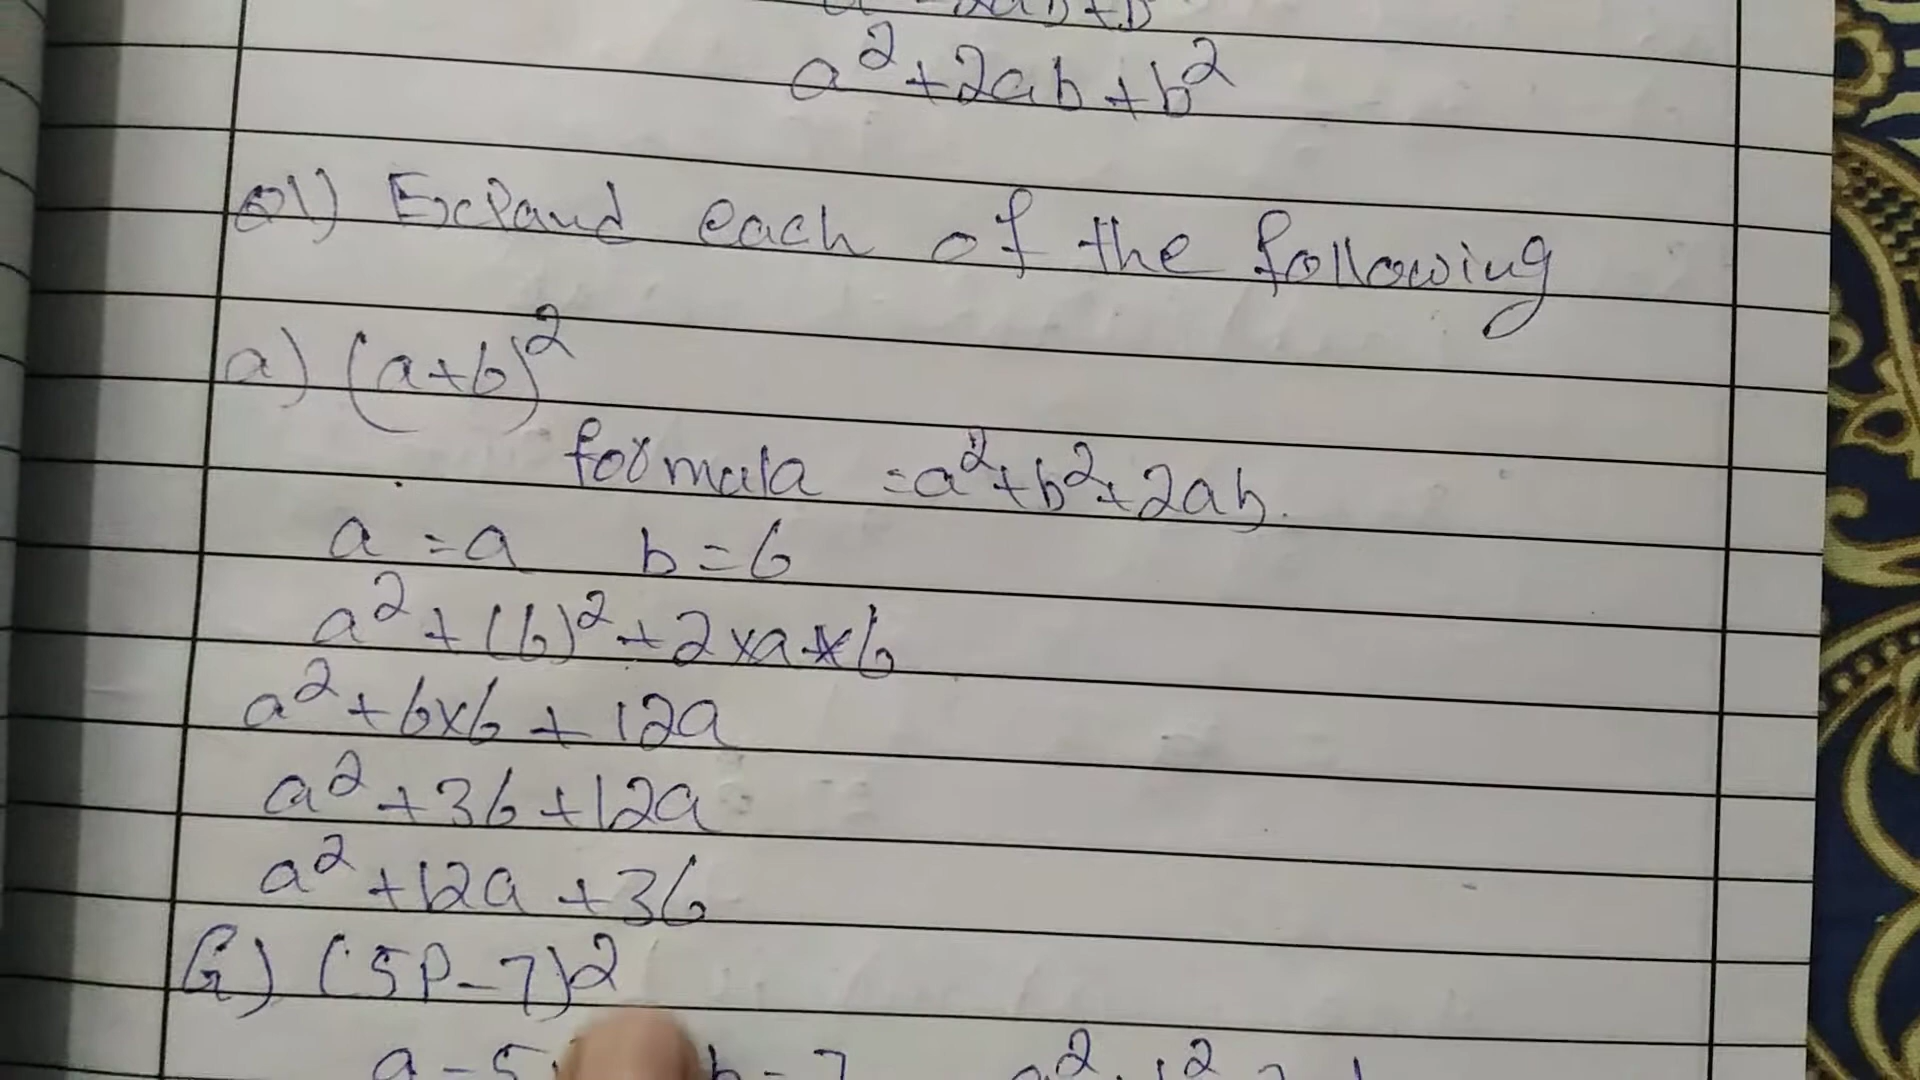 a² + 2ab + b²
Q1) Expand each of the following
a) (a+6)²
formula = a² + b² + 2ab.
a = a b = 6
a² + (6)² + 2 × a × 6
a² + 6×6 + 12a
a² + 36 + 12a
a² + 12a + 36
G) (5P - 7)2